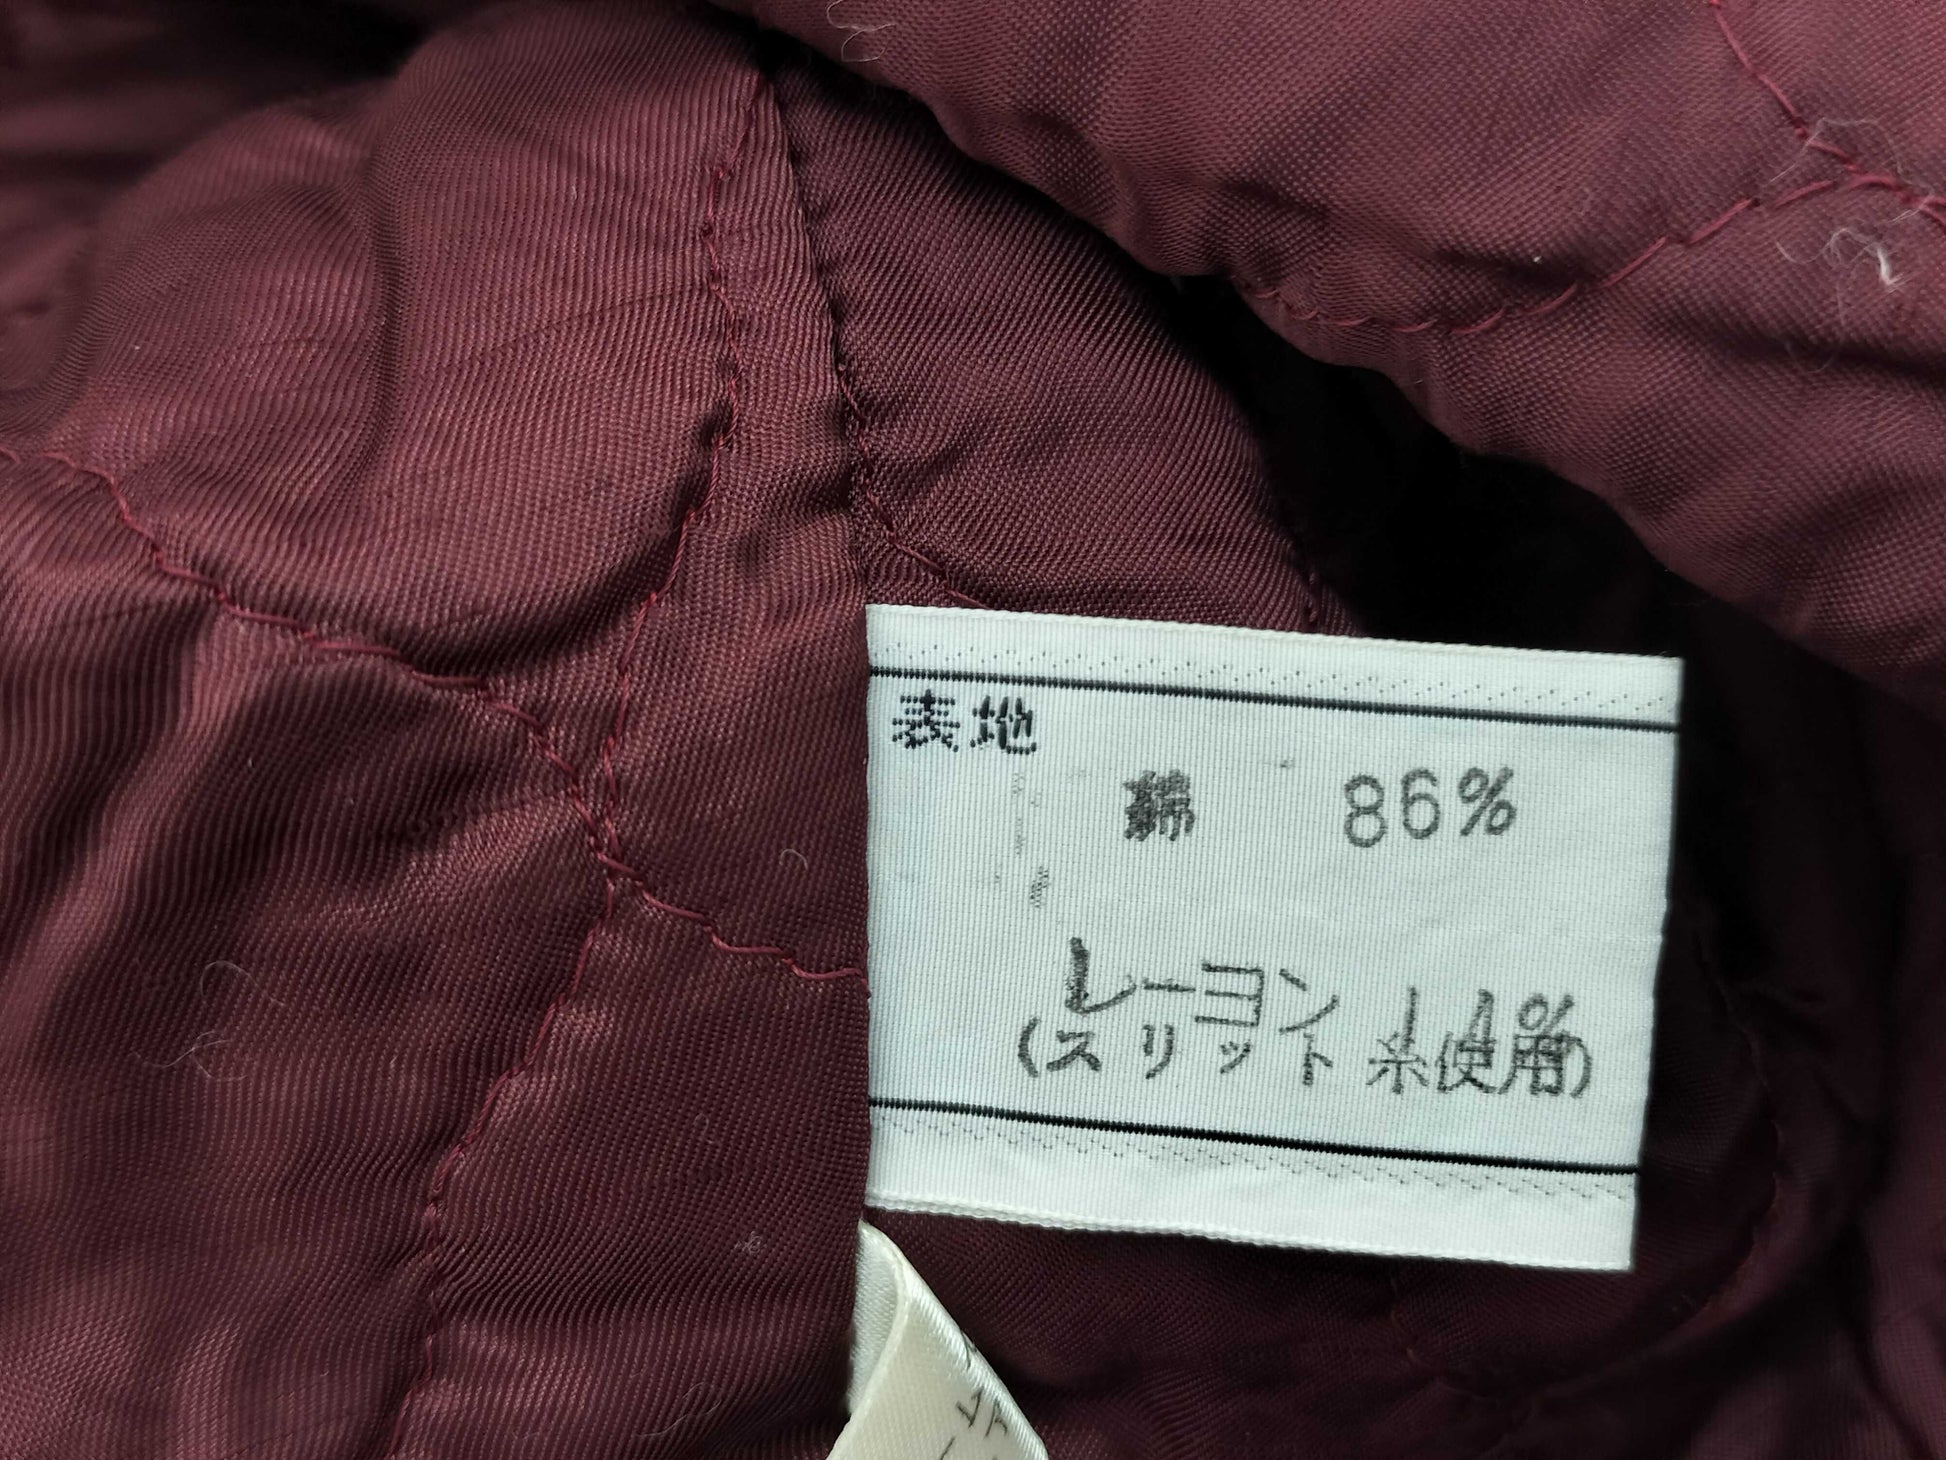 表地
綿 86%
レーヨン 14%
(スリット糸使用)